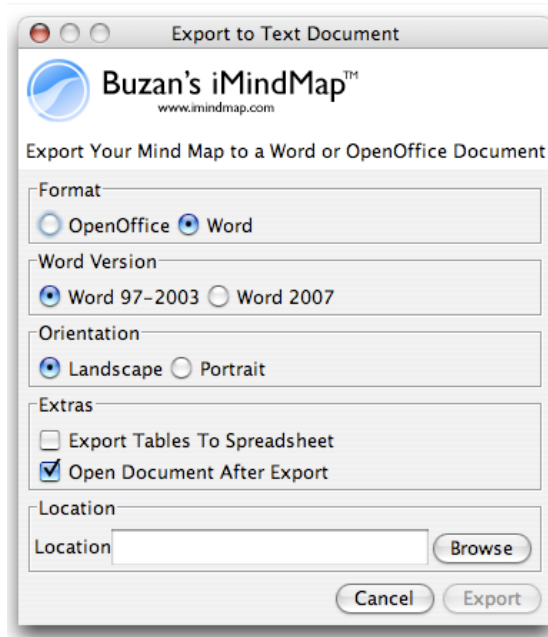 Export to Text Document
Buzan's iMindMap™
www.imindmap.com
Export Your Mind Map to a Word or OpenOffice Document
Format
OpenOffice Word
Word Version
Word 97-2003 Word 2007
Orientation
Landscape Portrait
Extras
Export Tables To Spreadsheet
Open Document After Export
Location
Location Browse
Cancel Export